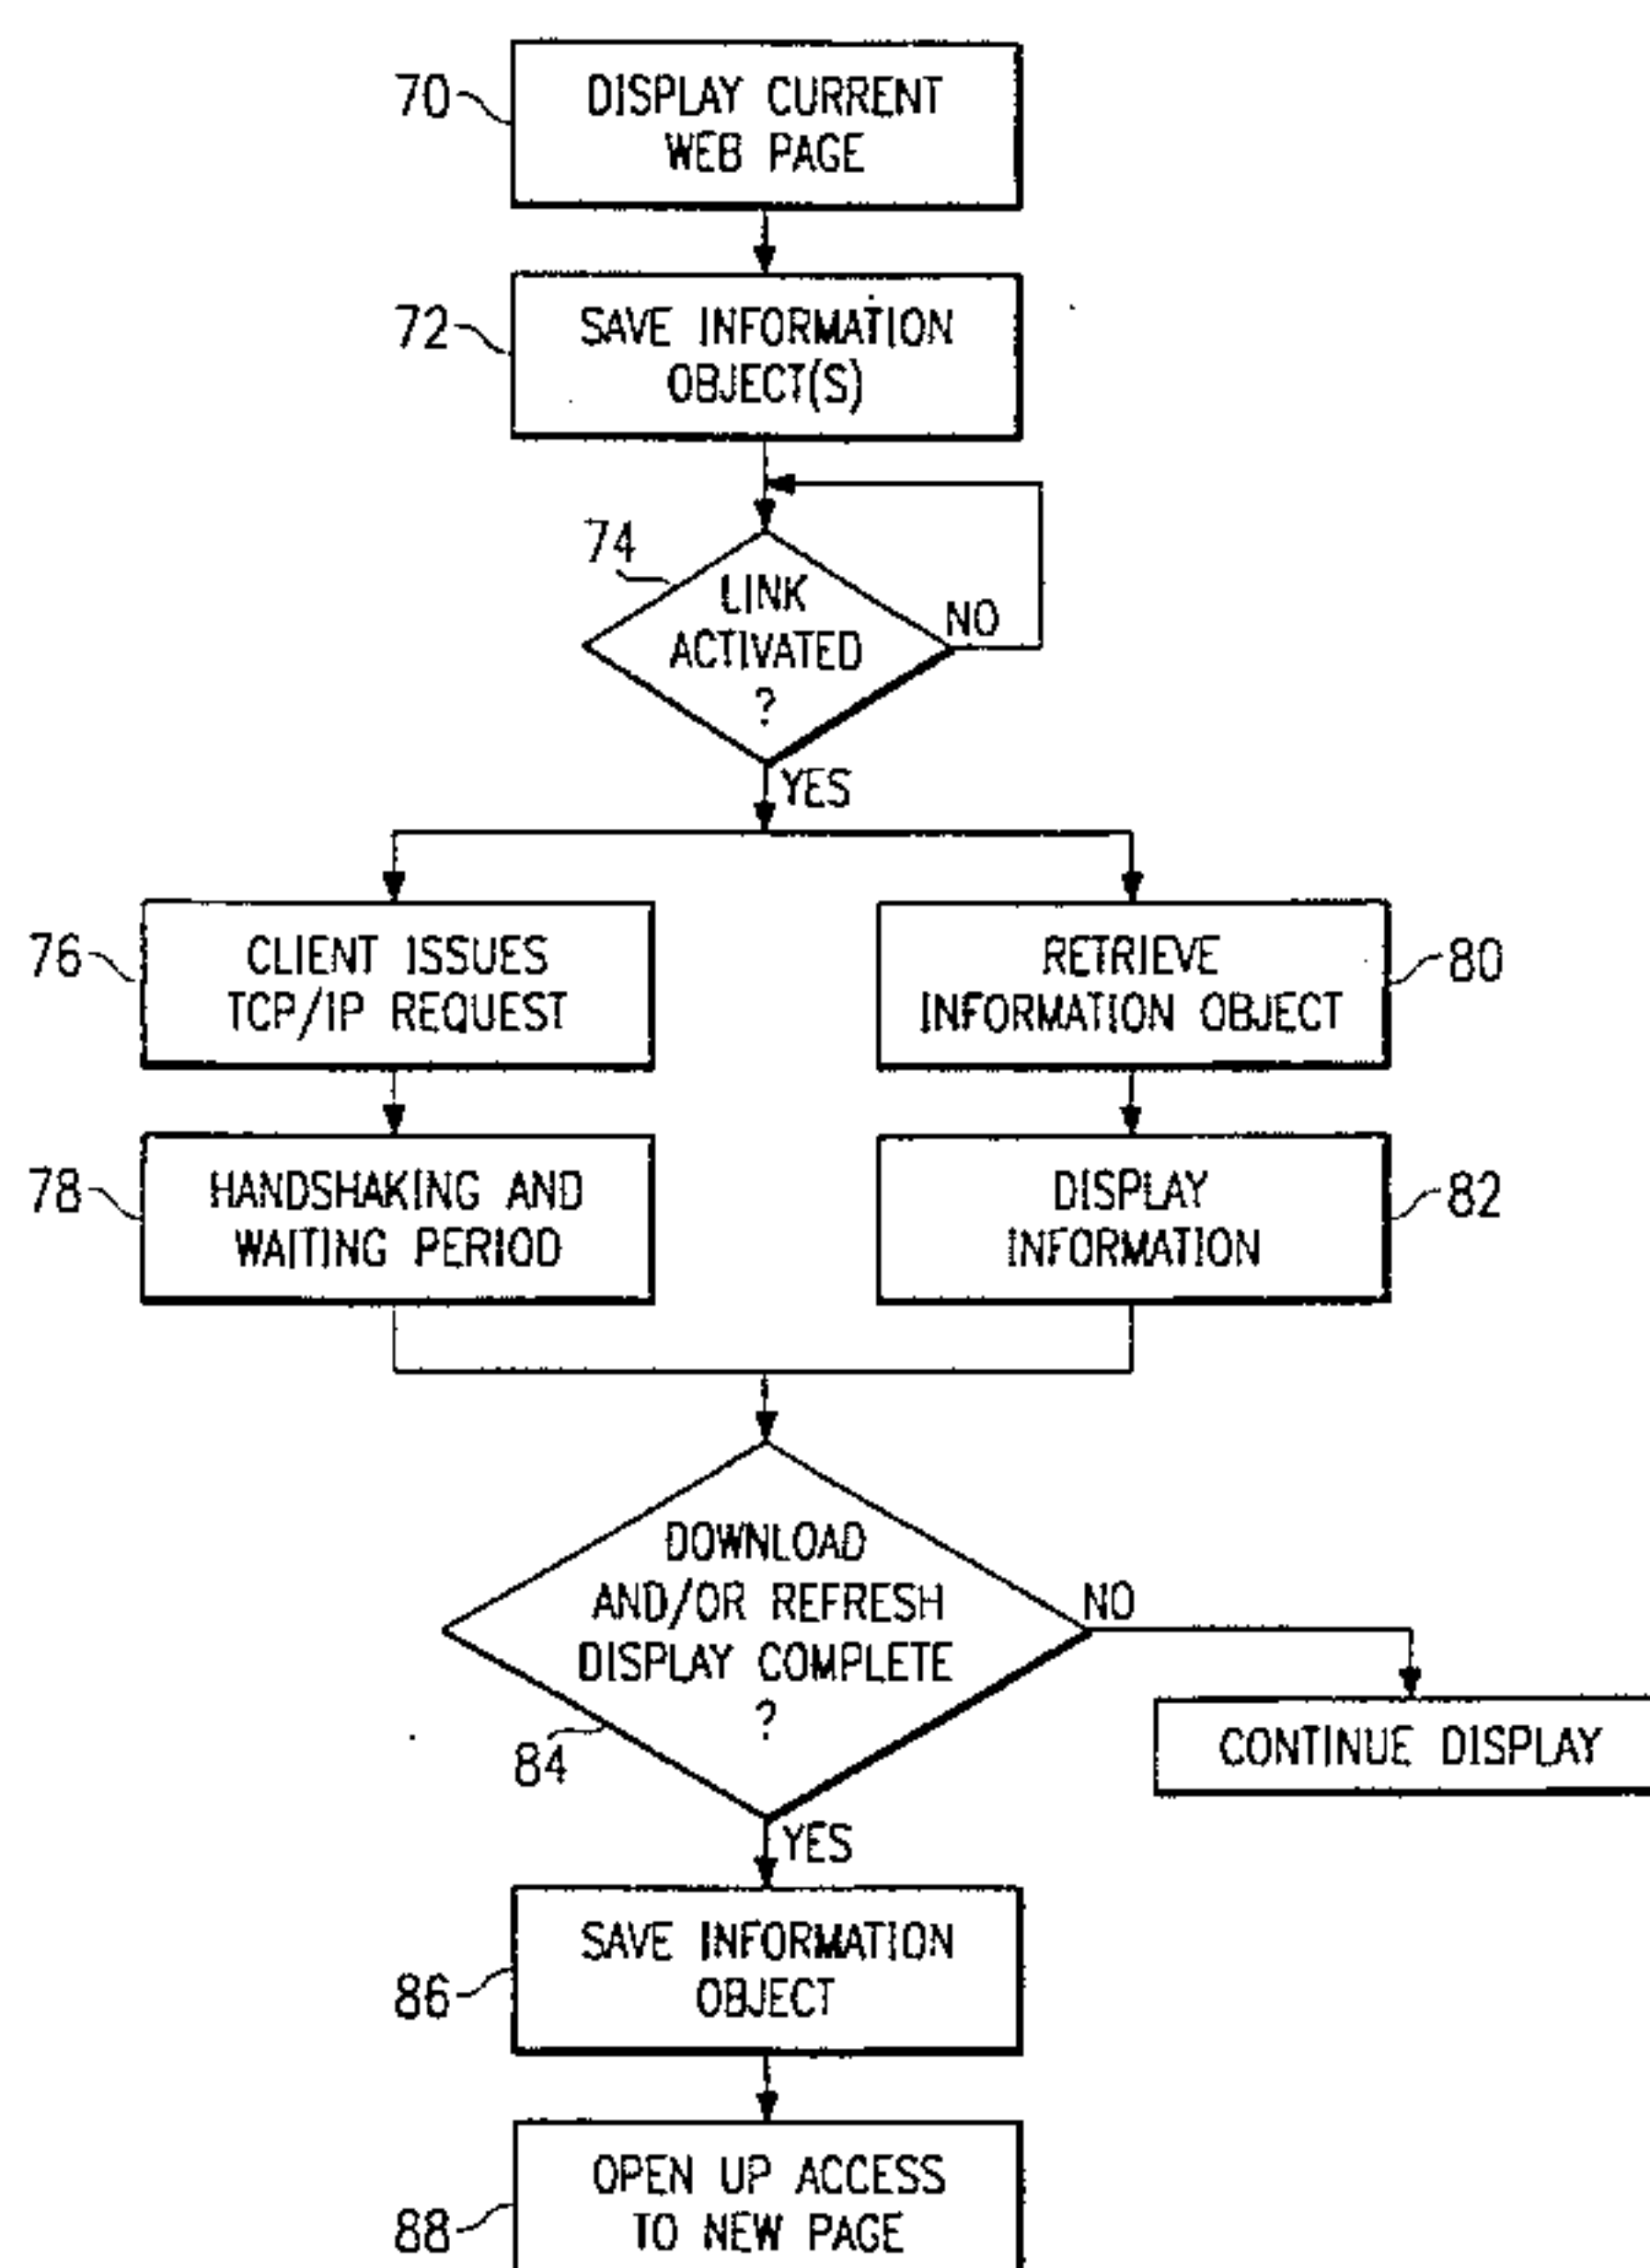 70
DISPLAY CURRENT
WEB PAGE
72
SAVE INFORMATION
OBJECT(S)
74
LINK
ACTIVATED
?
NO
YES
76
CLIENT ISSUES
TCP/IP REQUEST
RETRIEVE
INFORMATION OBJECT
80
78
HANDSHAKING AND
WAITING PERIOD
DISPLAY
INFORMATION
82
DOWNLOAD
AND/OR REFRESH
DISPLAY COMPLETE
?
NO
84
CONTINUE DISPLAY
YES
86
SAVE INFORMATION
OBJECT
88
OPEN UP ACCESS
TO NEW PAGE